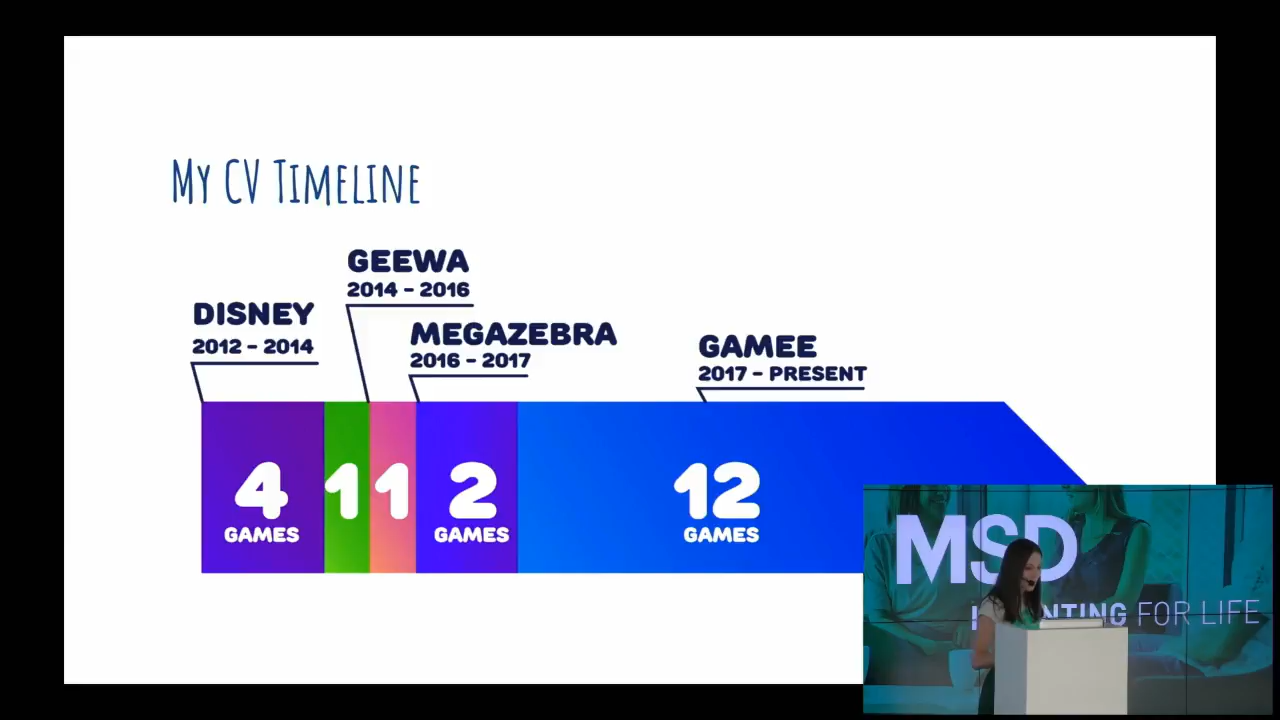 My CV Timeline
GEEWA
2014 - 2016
DISNEY
2012 - 2014
MEGAZEBRA
2016 - 2017
GAMEE
2017 - PRESENT
4
GAMES
1
1
2
GAMES
12
GAMES
MSD
FOR LIFE